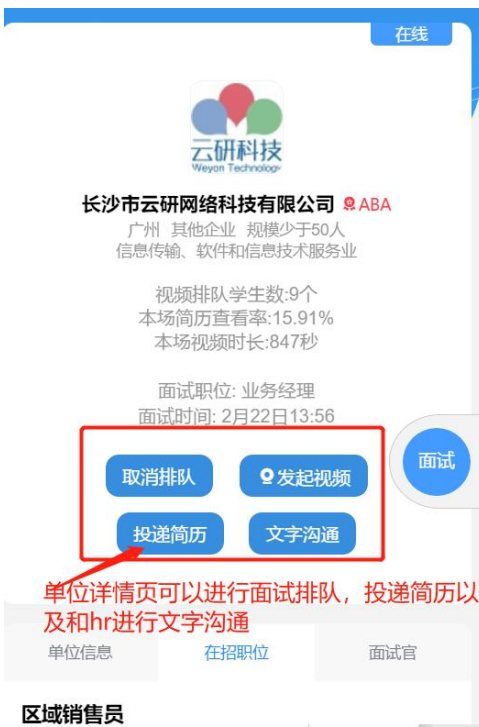 在线
云研科技
Weyon Technology
长沙市云研网络科技有限公司 ABA
广州 其他企业 规模少于50人
信息传输、软件和信息技术服务业
视频排队学生数:9个
本场简历查看率:15.91%
本场视频时长:847秒
面试职位: 业务经理
面试时间: 2月22日13:56
面试
取消排队 发起视频
投递简历 文字沟通
单位详情页可以进行面试排队，投递简历以
及和hr进行文字沟通
单位信息 在招职位 面试官
区域销售员